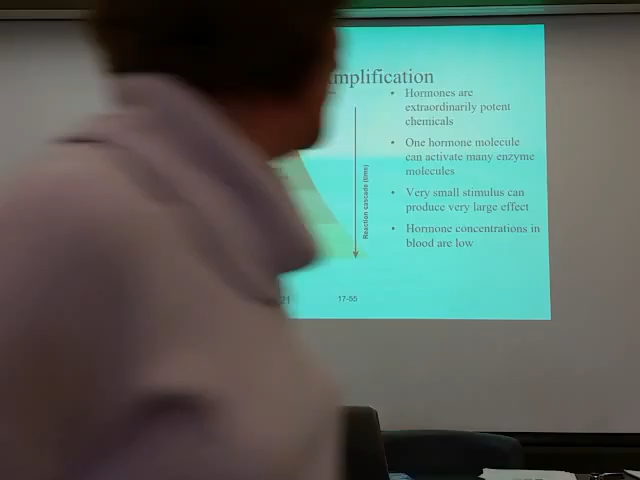 mplification
• Hormones are
extraordinarily potent
chemicals
• One hormone molecule
can activate many enzyme
molecules
• Very small stimulus can
produce very large effect
• Hormone concentrations in
blood are low
Reaction cascade (time)
21
17-55